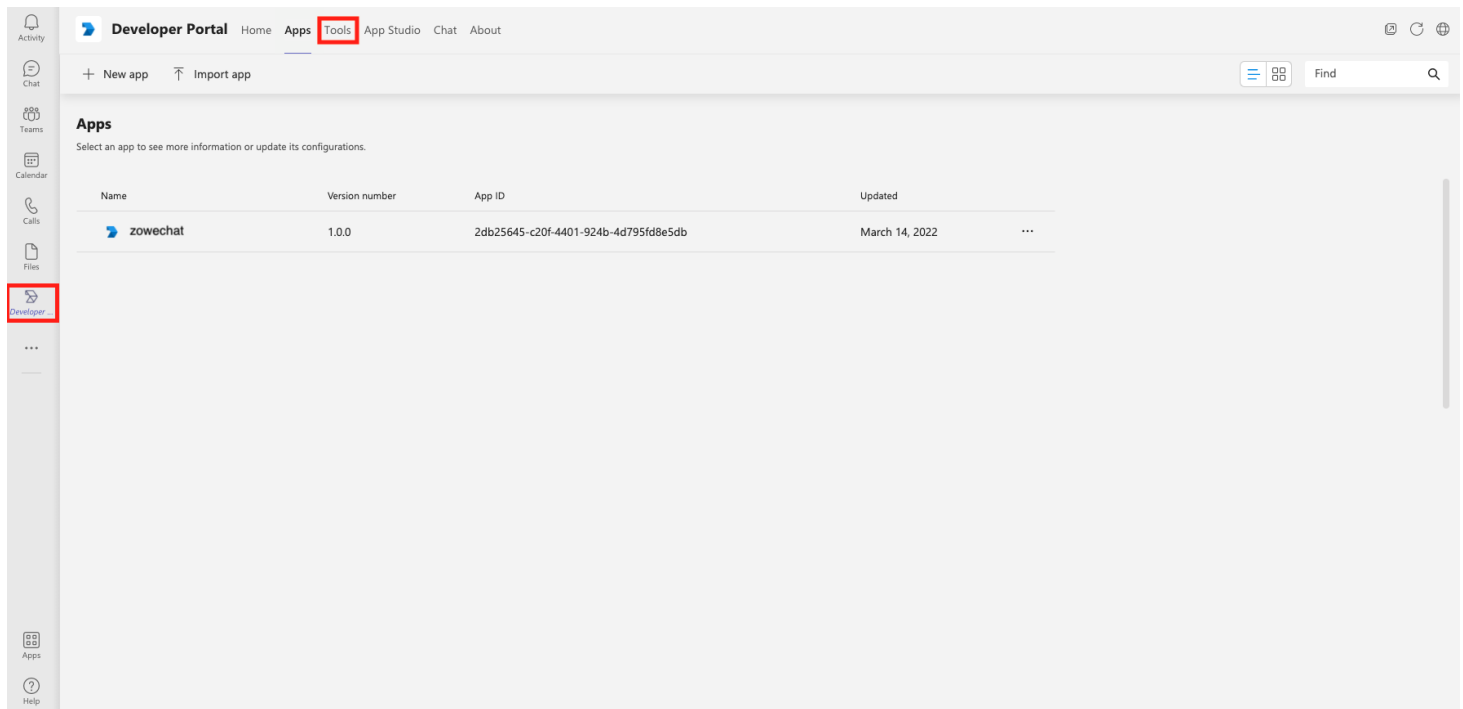 Activity
Chat
Teams
Calendar
Calls
Files
Developer ...
Apps
Help
Developer Portal Home Apps Tools App Studio Chat About
New app Import app
Find
Apps
Select an app to see more information or update its configurations.
Name Version number App ID Updated
zowechat 1.0.0 2db25645-c20f-4401-924b-4d795fd8e5db March 14, 2022